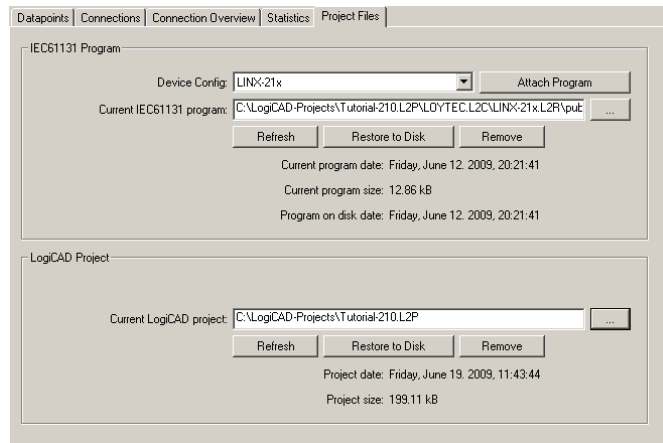 Datapoints Connections Connection Overview Statistics Project Files
IEC61131 Program
Device Config: LINX-21x Attach Program
Current IEC61131 program: C:\LogiCAD-Projects\Tutorial-210.L2P\LOYTEC.L2C\LINX-21x.L2R\put ...
Refresh Restore to Disk Remove
Current program date: Friday, June 12. 2009, 20:21:41
Current program size: 12.86 kB
Program on disk date: Friday, June 12. 2009, 20:21:41
LogiCAD Project
Current LogiCAD project: C:\LogiCAD-Projects\Tutorial-210.L2P ...
Refresh Restore to Disk Remove
Project date: Friday, June 19. 2009, 11:43:44
Project size: 199.11 kB